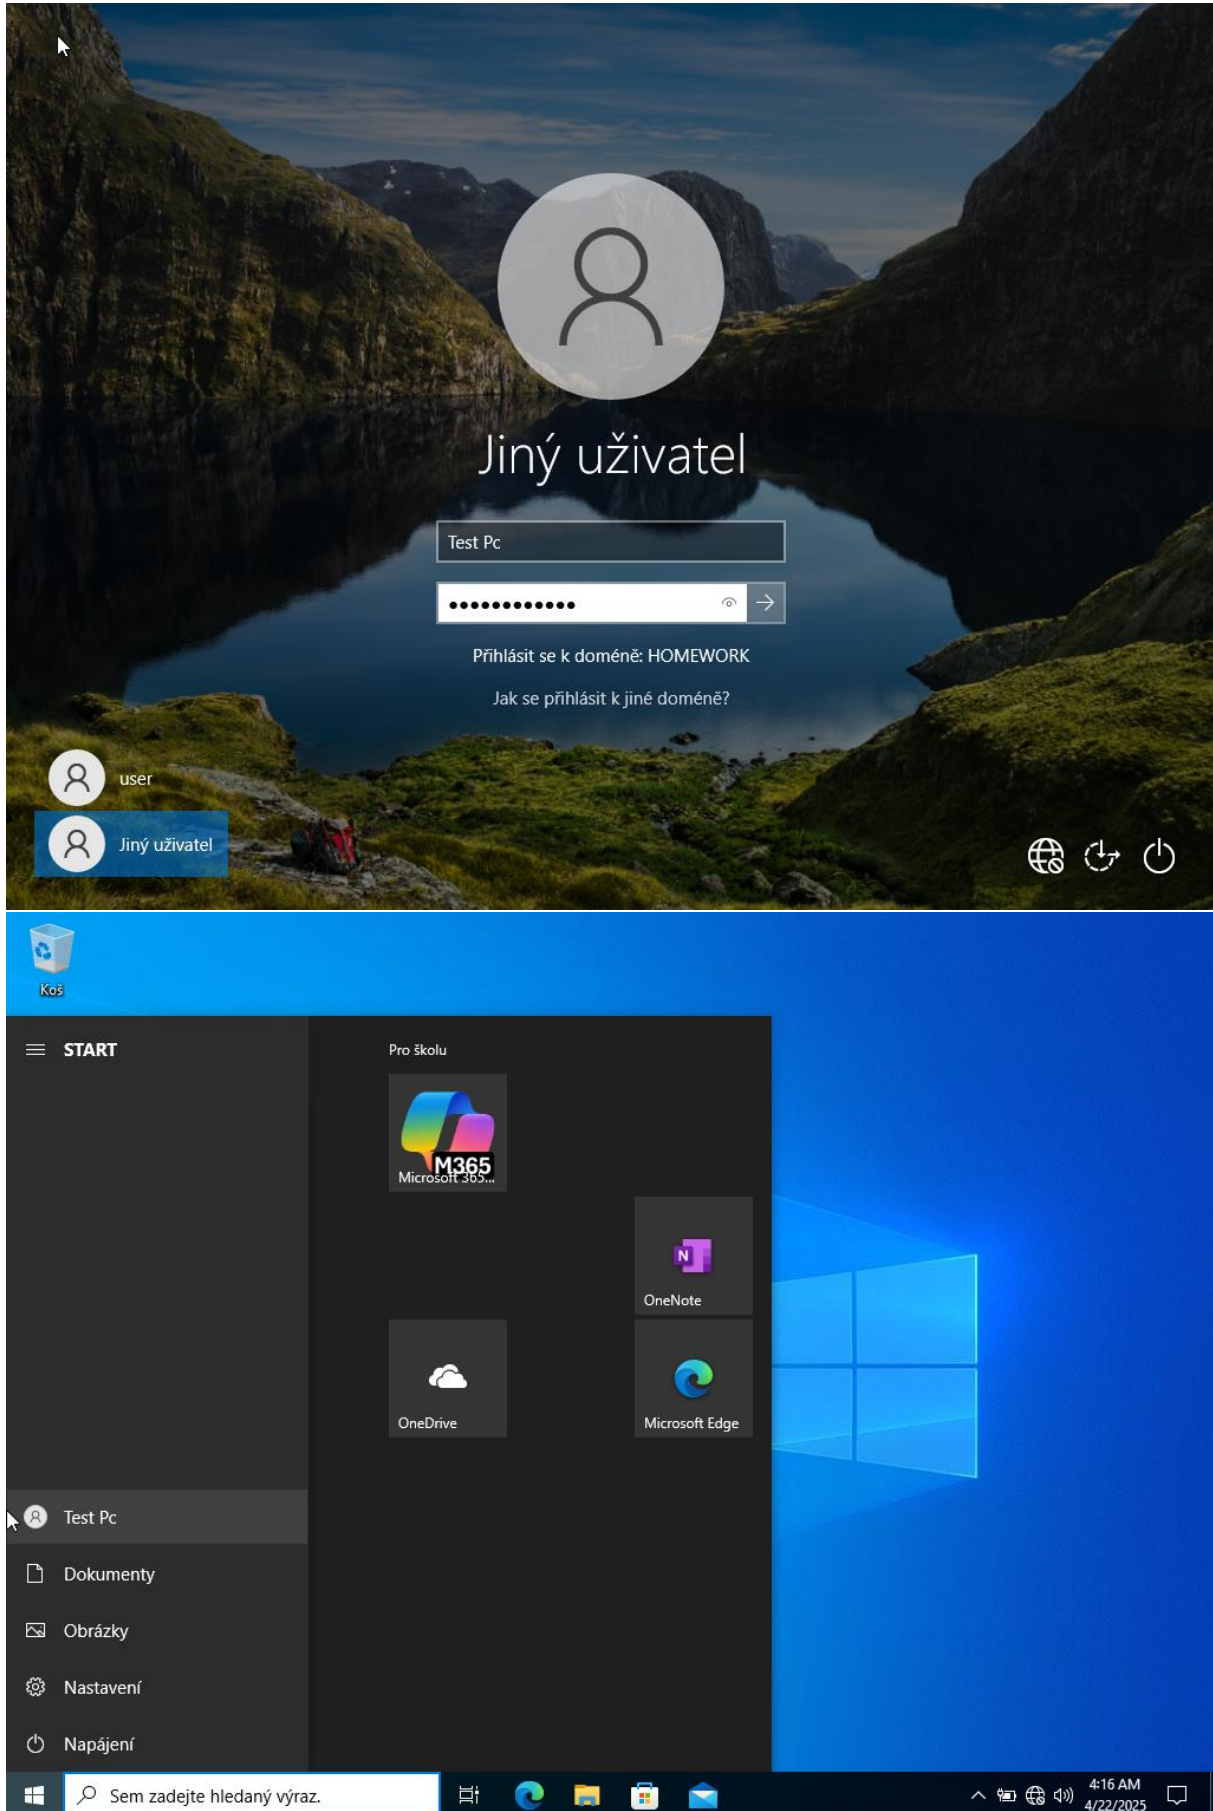 Jiný uživatel
Test Pc
Přihlásit se k doméně: HOMEWORK
Jak se přihlásit k jiné doméně?
user
Jiný uživatel
Koš
START
Pro školu
M365
Microsoft 365...
N
OneNote
OneDrive
Microsoft Edge
Test Pc
Dokumenty
Obrázky
Nastavení
Napájení
Sem zadejte hledaný výraz.
4:16 AM
4/22/2025